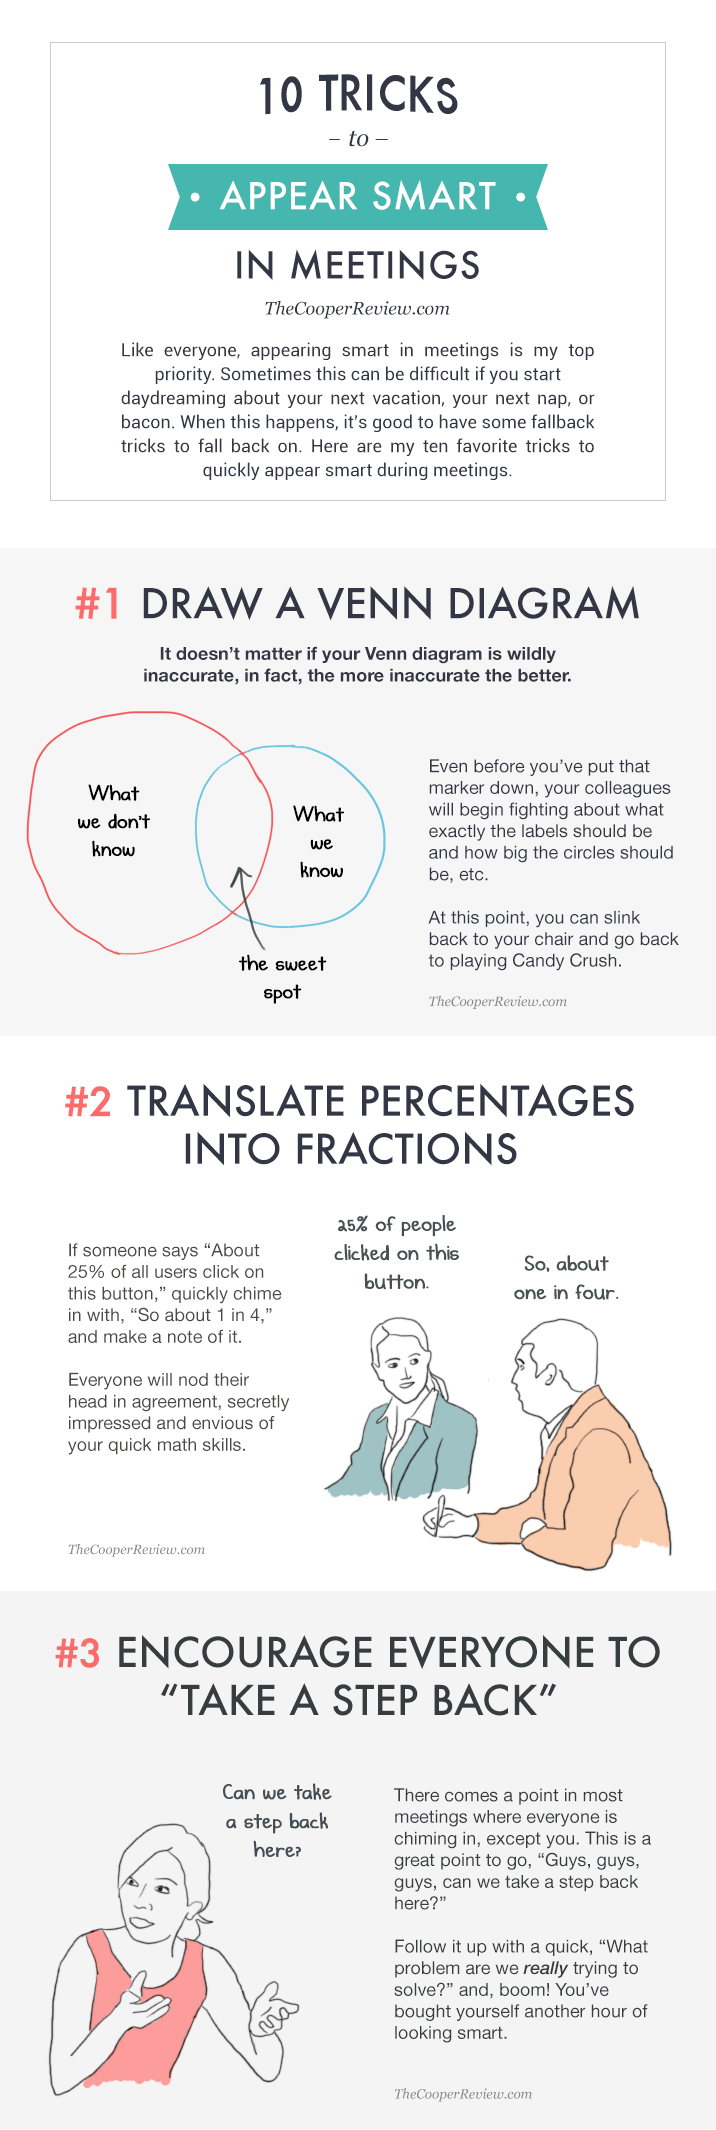 10 TRICKS
– to –
• APPEAR SMART •
IN MEETINGS
TheCooperReview.com
Like everyone, appearing smart in meetings is my top
priority. Sometimes this can be difficult if you start
daydreaming about your next vacation, your next nap, or
bacon. When this happens, it's good to have some fallback
tricks to fall back on. Here are my ten favorite tricks to
quickly appear smart during meetings.
#1 DRAW A VENN DIAGRAM
It doesn't matter if your Venn diagram is wildly
inaccurate, in fact, the more inaccurate the better.
What
we don't
know
What
we
know
the sweet
spot
Even before you've put that
marker down, your colleagues
will begin fighting about what
exactly the labels should be
and how big the circles should
be, etc.
At this point, you can slink
back to your chair and go back
to playing Candy Crush.
TheCooperReview.com
#2 TRANSLATE PERCENTAGES
INTO FRACTIONS
If someone says “About
25% of all users click on
this button,” quickly chime
in with, “So about 1 in 4,”
and make a note of it.
Everyone will nod their
head in agreement, secretly
impressed and envious of
your quick math skills.
25% of people
clicked on this
button.
So, about
one in four.
TheCooperReview.com
#3 ENCOURAGE EVERYONE TO
“TAKE A STEP BACK”
Can we take
a step back
here?
There comes a point in most
meetings where everyone is
chiming in, except you. This is a
great point to go, “Guys, guys,
guys, can we take a step back
here?”
Follow it up with a quick, “What
problem are we really trying to
solve?” and, boom! You've
bought yourself another hour of
looking smart.
TheCooperReview.com